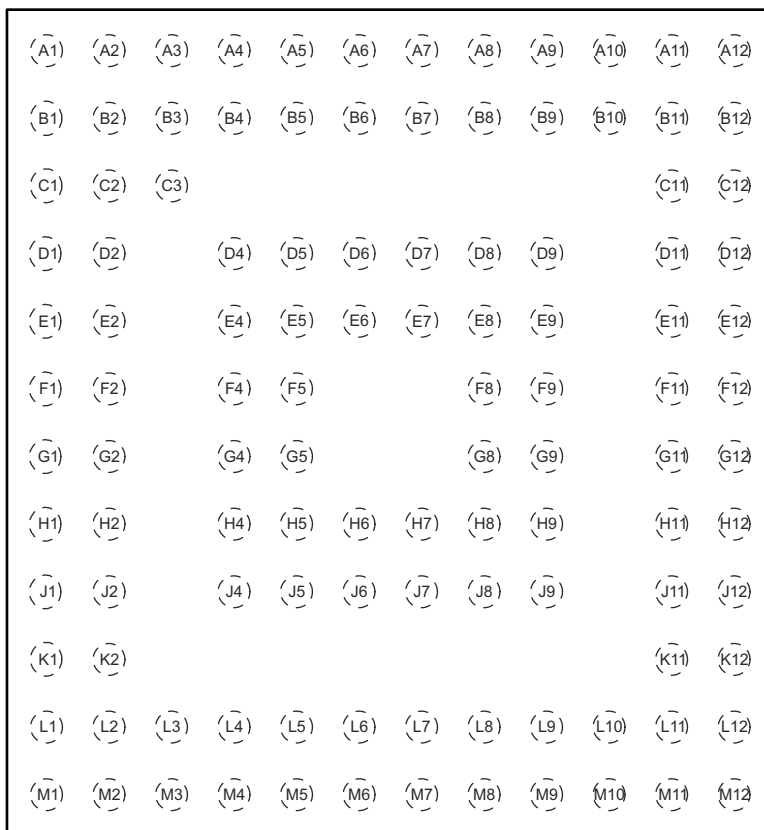 A1 A2 A3 A4 A5 A6 A7 A8 A9 A10 A11 A12
B1 B2 B3 B4 B5 B6 B7 B8 B9 B10 B11 B12
C1 C2 C3 C11 C12
D1 D2 D4 D5 D6 D7 D8 D9 D11 D12
E1 E2 E4 E5 E6 E7 E8 E9 E11 E12
F1 F2 F4 F5 F8 F9 F11 F12
G1 G2 G4 G5 G8 G9 G11 G12
H1 H2 H4 H5 H6 H7 H8 H9 H11 H12
J1 J2 J4 J5 J6 J7 J8 J9 J11 J12
K1 K2 K11 K12
L1 L2 L3 L4 L5 L6 L7 L8 L9 L10 L11 L12
M1 M2 M3 M4 M5 M6 M7 M8 M9 M10 M11 M12